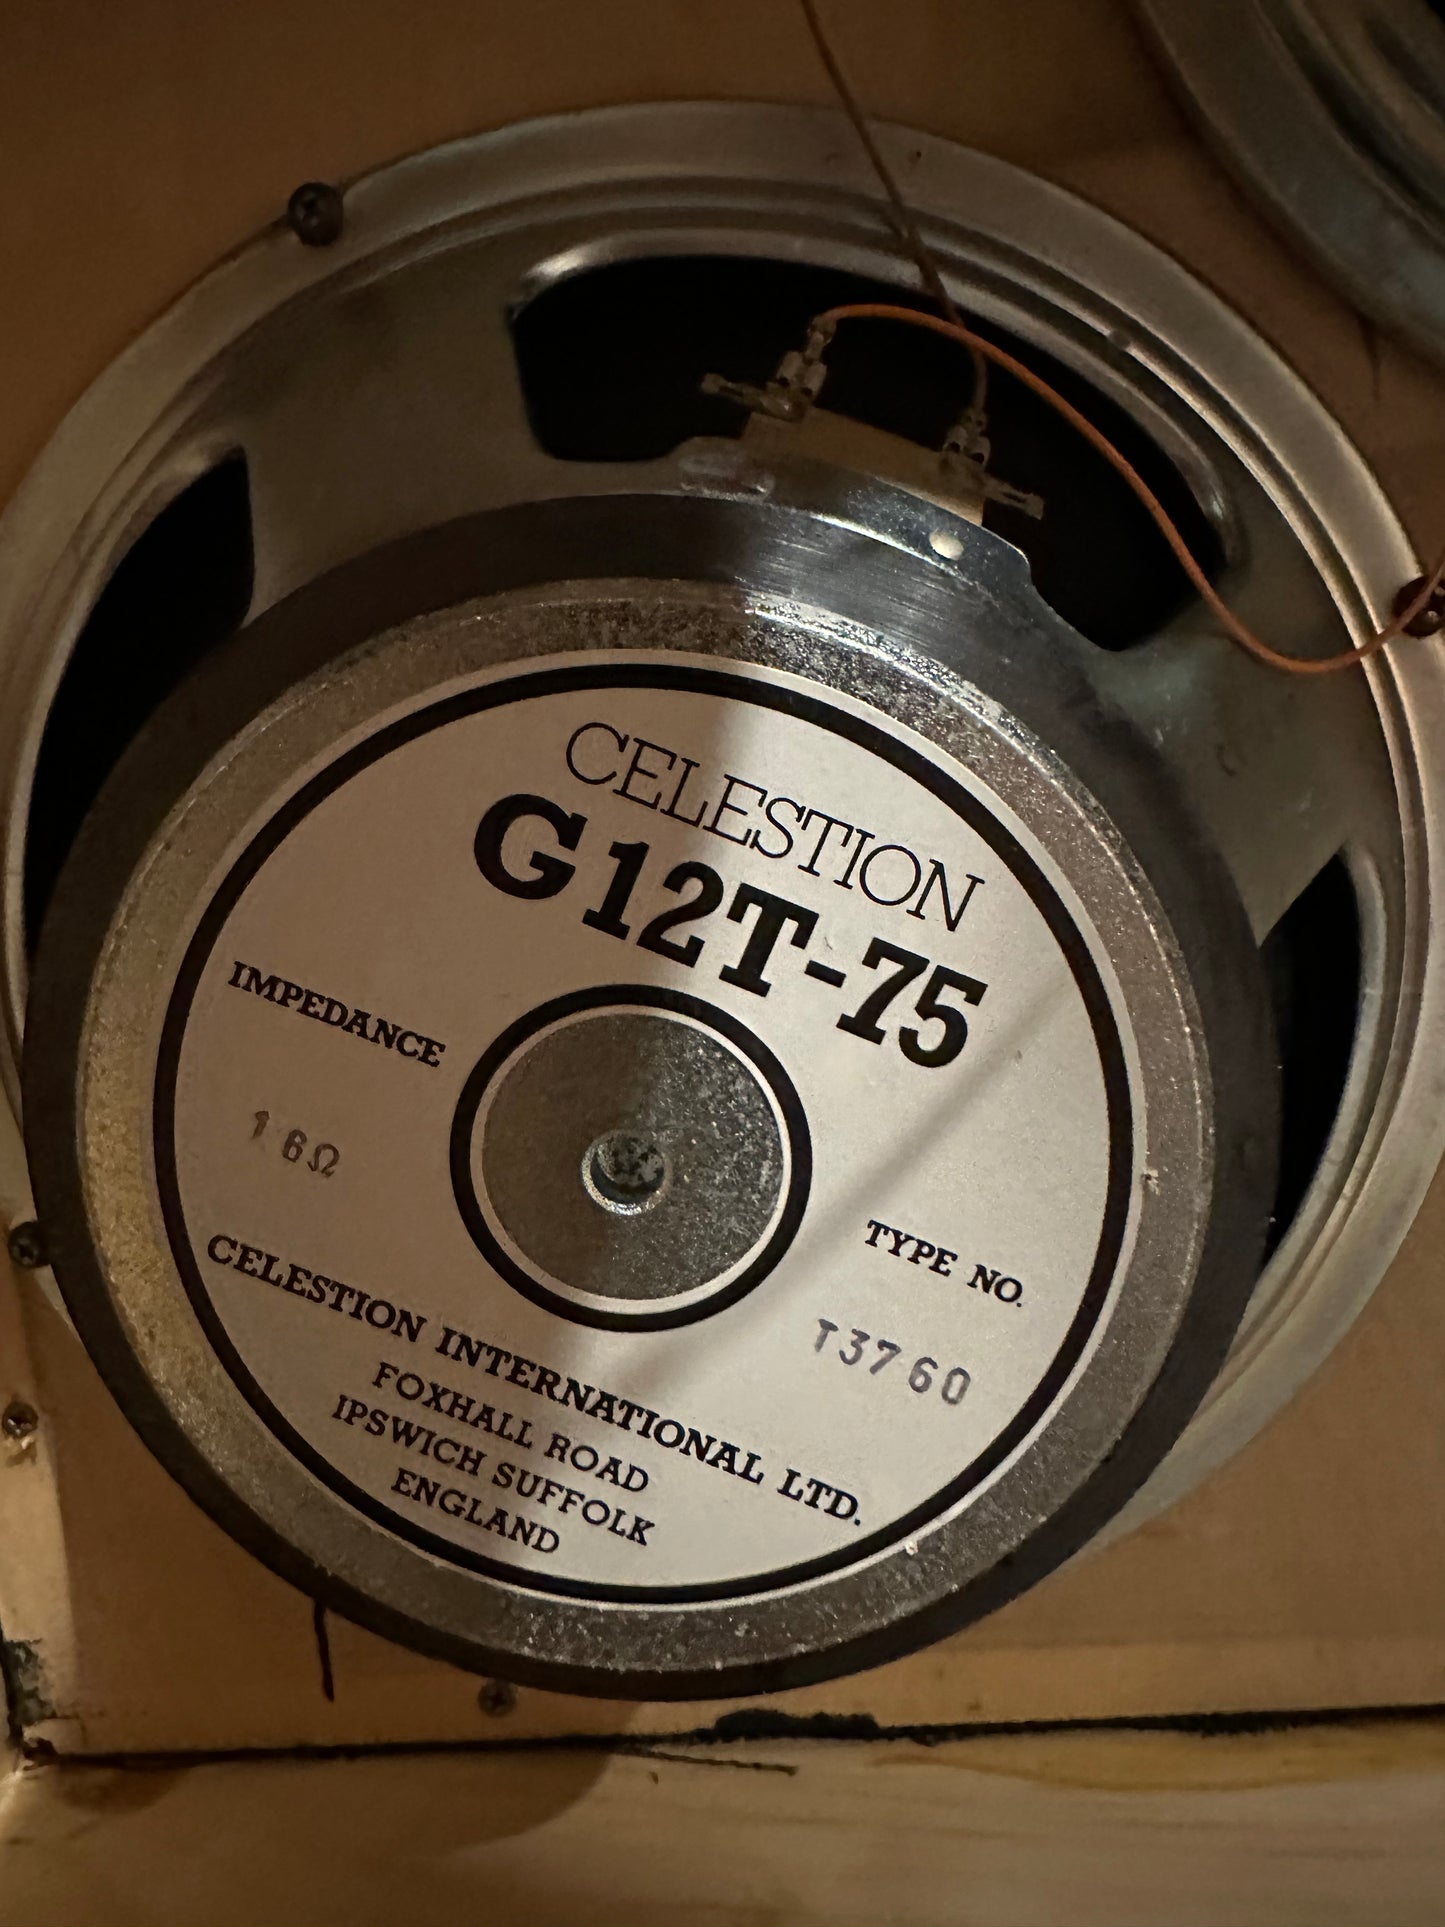 CELESTION
G12T-75
IMPEDANCE
16Ω
TYPE NO.
T3760
CELESTION INTERNATIONAL LTD.
FOXHALL ROAD
IPSWICH SUFFOLK
ENGLAND